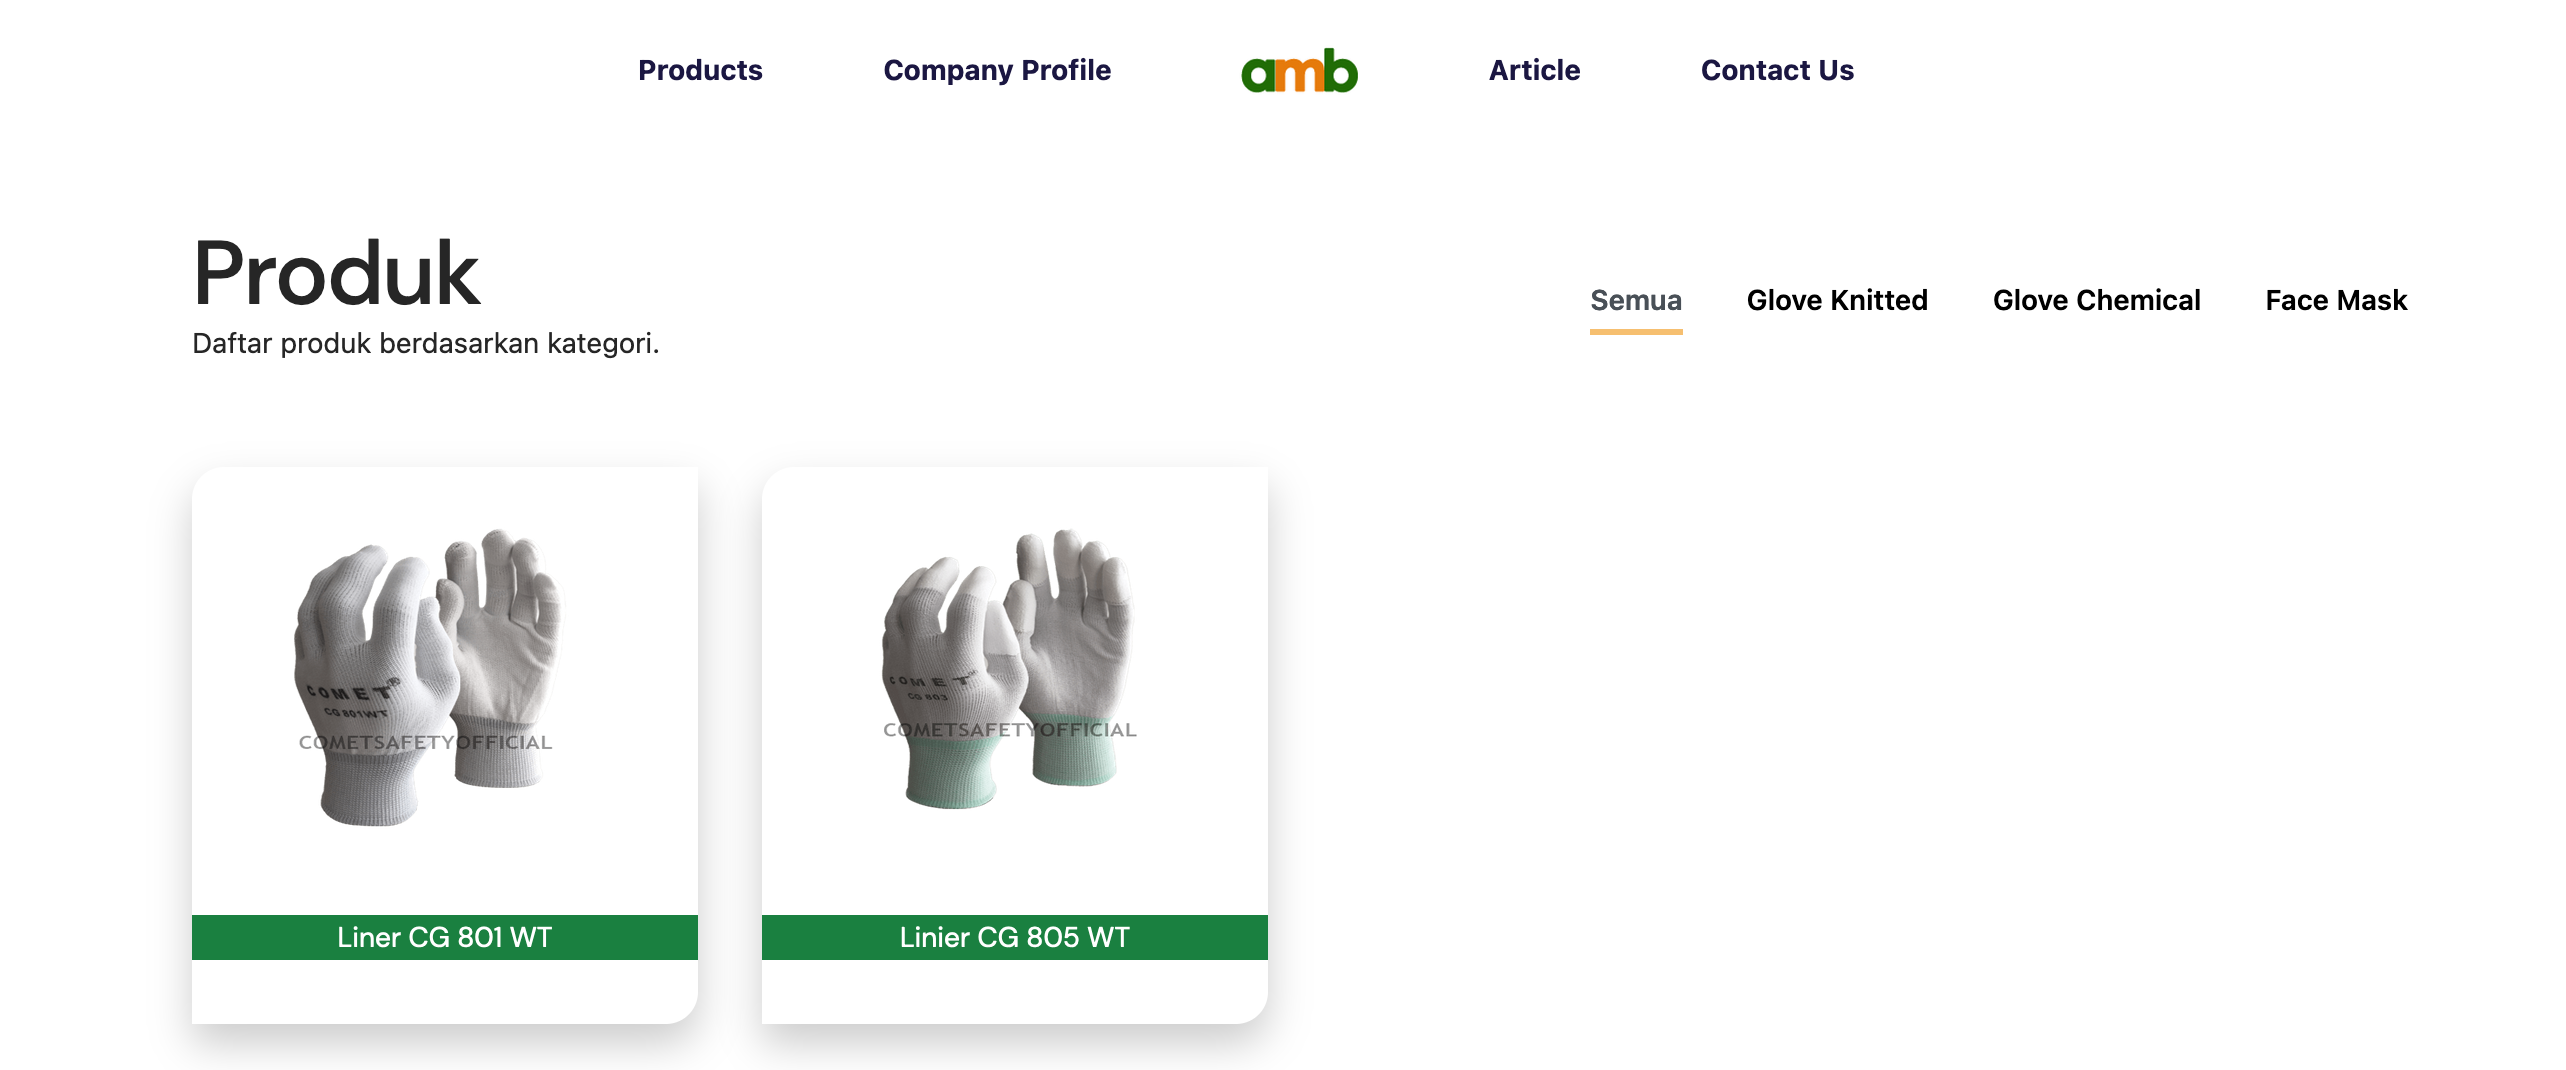 Products
Company Profile
amb
Article
Contact Us
Produk
Daftar produk berdasarkan kategori.
Semua
Glove Knitted
Glove Chemical
Face Mask
COMET®
CG 801WT
COMETSAFETYOFFICIAL
Liner CG 801 WT
COMET
CG 803
COMETSAFETYOFFICIAL
Linier CG 805 WT